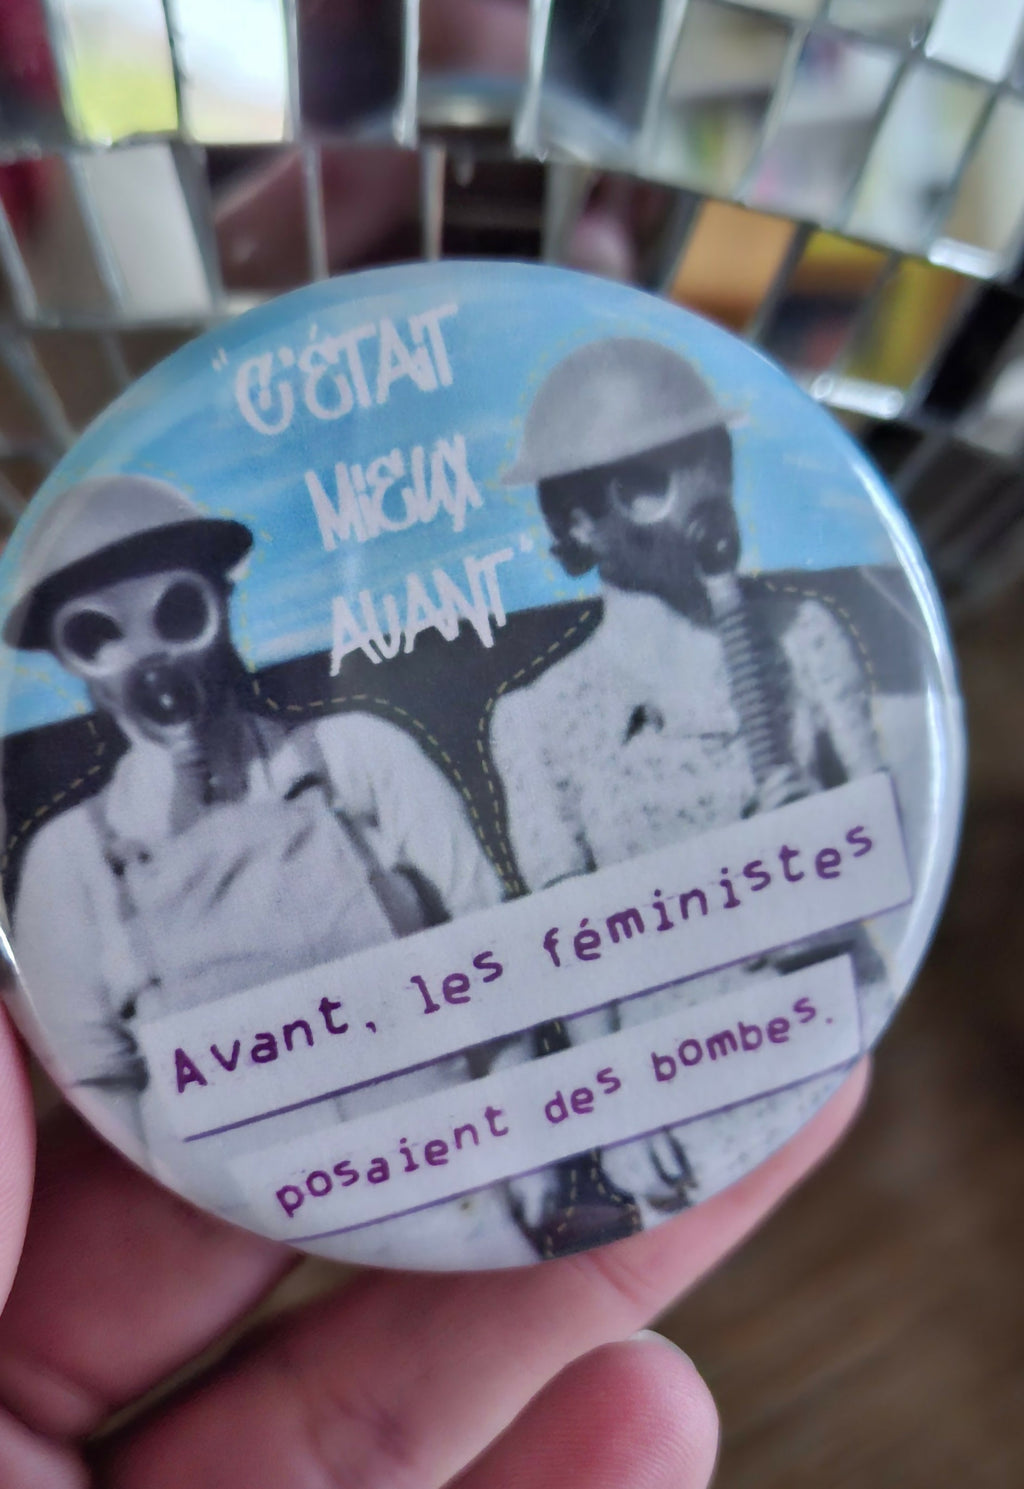 "C'ÉTAIT
MIEUX
AVANT"
Avant, les féministes
posaient des bombes.